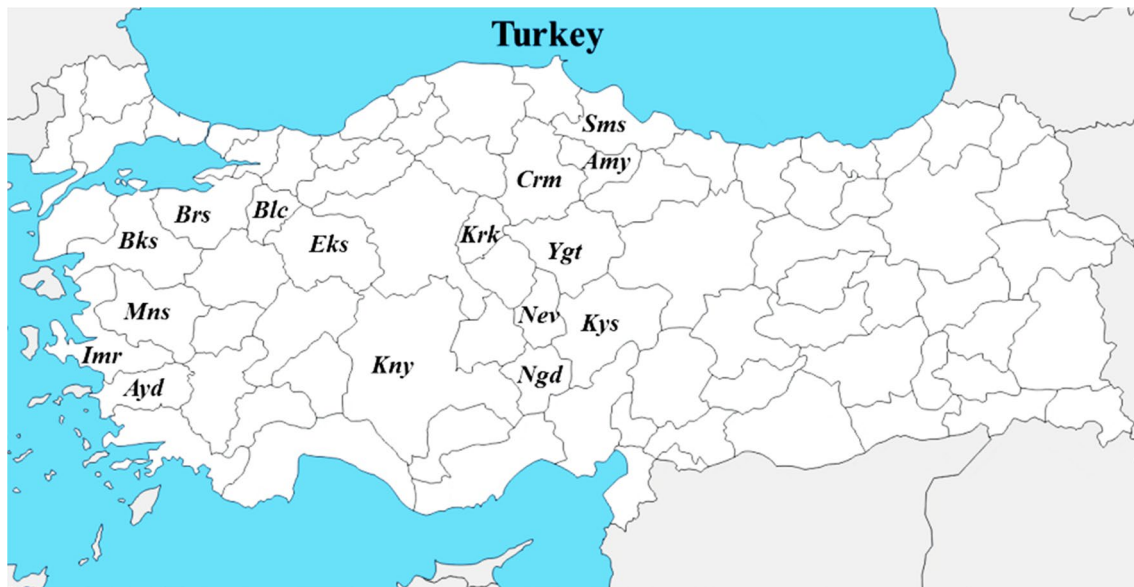 Turkey
Sms
Amy
Crm
Brs
Blc
Krk
Bks
Eks
Ygt
Mns
Nev
Kys
Imr
Kny
Ngd
Ayd